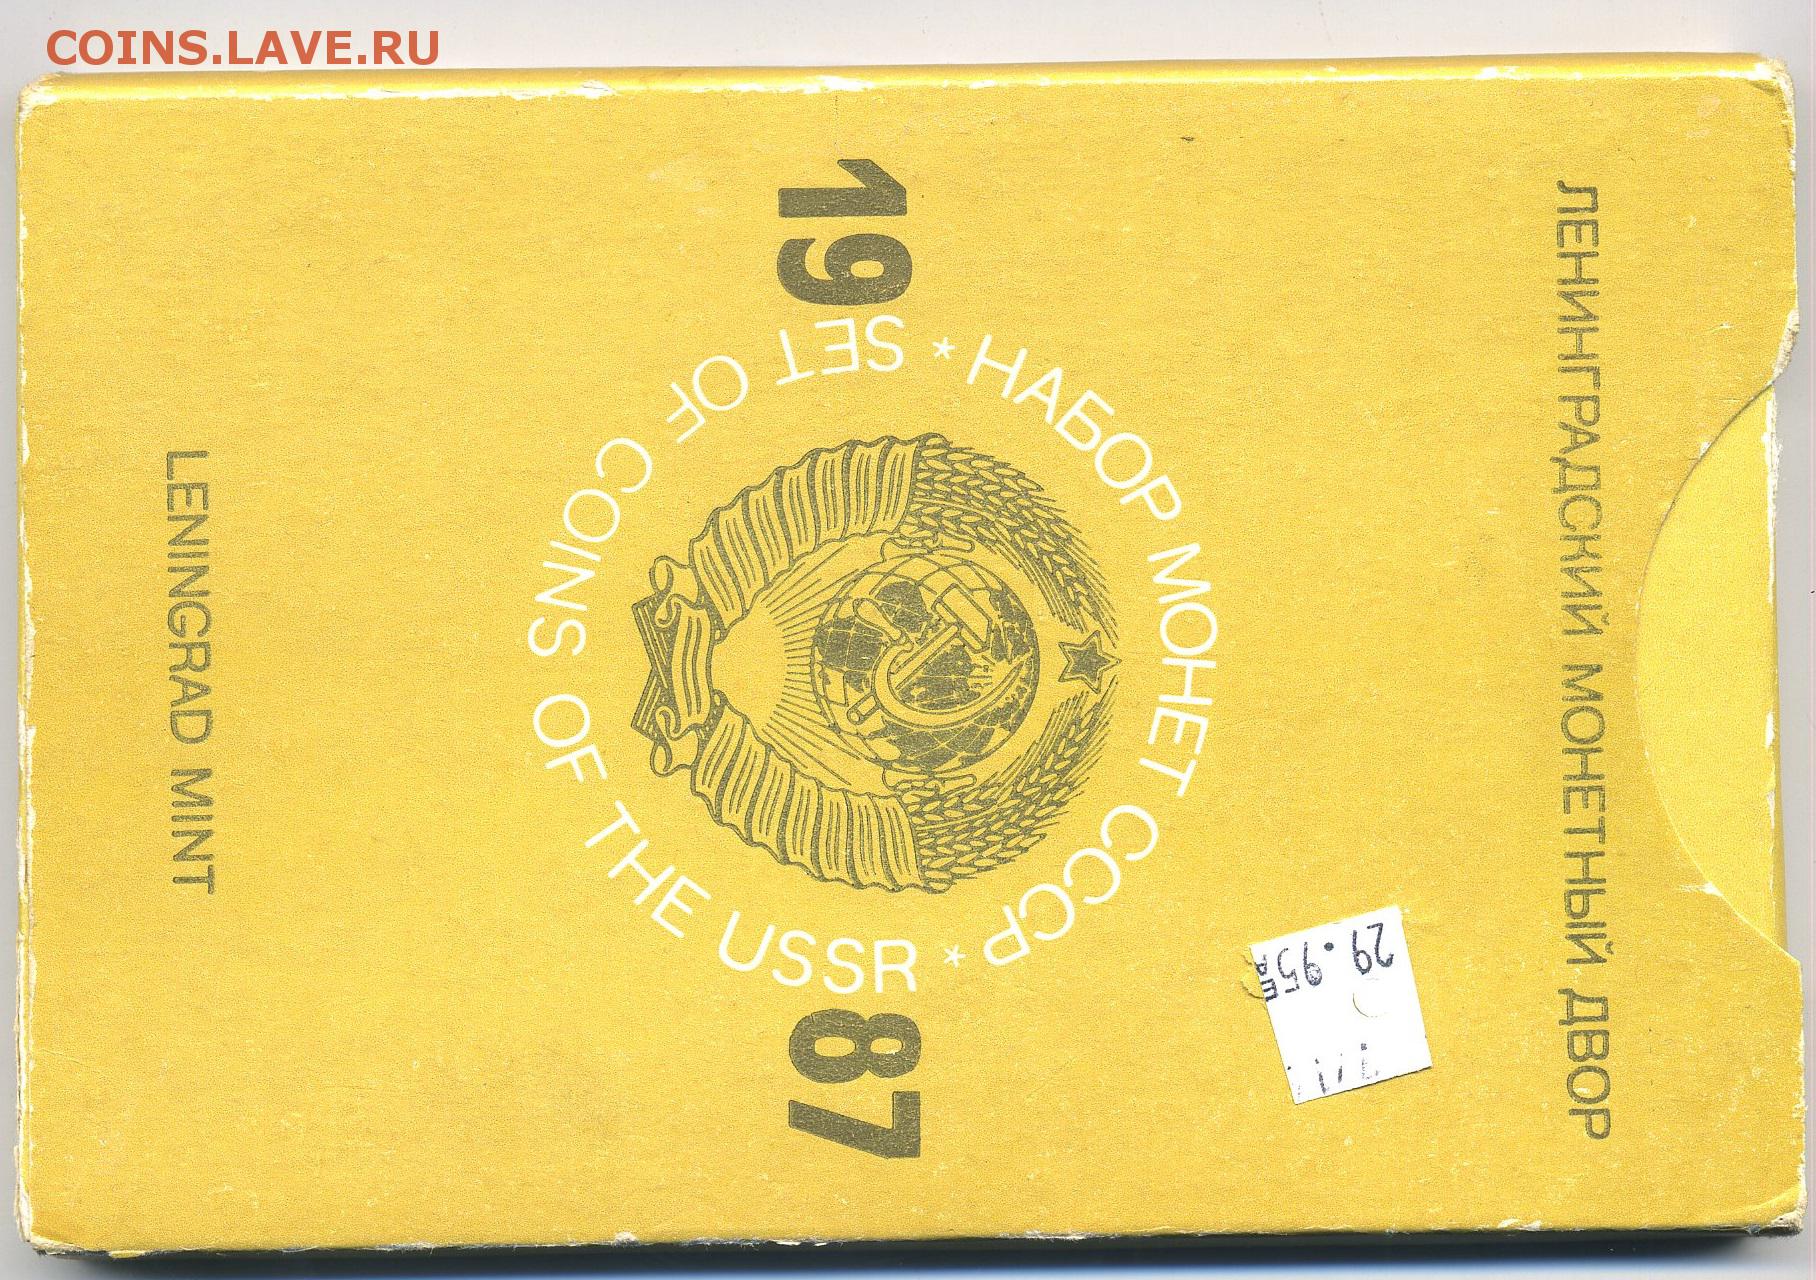 COINS.LAVE.RU
ЛЕНИНГРАДСКИЙ МОНЕТНЫЙ ДВОР
19 87
* НАБОР МОНЕТ СССР *
SET OF COINS OF THE USSR
LENINGRAD MINT
29.95